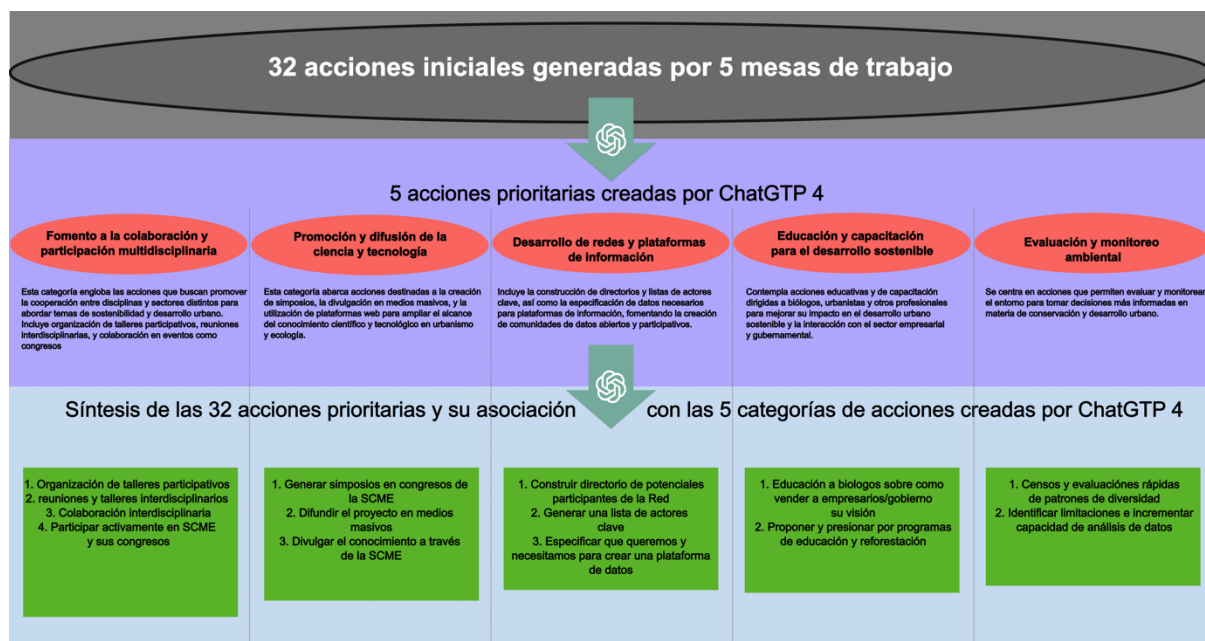 32 acciones iniciales generadas por 5 mesas de trabajo
5 acciones prioritarias creadas por ChatGTP 4
Fomento a la colaboración y
participación multidisciplinaria
Esta categoría engloba las acciones que buscan promover
la cooperación entre disciplinas y sectores distintos para
abordar temas de sostenibilidad y desarrollo urbano.
Incluye organización de talleres participativos, reuniones
interdisciplinarias, y colaboración en eventos como
congresos
Promoción y difusión de la
ciencia y tecnología
Esta categoría abarca acciones destinadas a la creación
de simposios, la divulgación en medios masivos, y la
utilización de plataformas web para ampliar el alcance
del conocimiento científico y tecnológico en urbanismo
y ecología.
Desarrollo de redes y plataformas
de información
Incluye la construcción de directorios y listas de actores
clave, así como la especificación de datos necesarios
para plataformas de información, fomentando la creación
de comunidades de datos abiertos y participativos.
Educación y capacitación
para el desarrollo sostenible
Contempla acciones educativas y de capacitación
dirigidas a biólogos, urbanistas y otros profesionales
para mejorar su impacto en el desarrollo urbano
sostenible y la interacción con el sector empresarial
y gubernamental.
Evaluación y monitoreo
ambiental
Se centra en acciones que permiten evaluar y monitorear
el entorno para tomar decisiones más informadas en
materia de conservación y desarrollo urbano.
Síntesis de las 32 acciones prioritarias y su asociación con las 5 categorías de acciones creadas por ChatGTP 4
1. Organización de talleres participativos
2. reuniones y talleres interdisciplinarios
3. Colaboración interdisciplinaria
4. Participar activamente en SCME
y sus congresos
1. Generar simposios en congresos de
la SCME
2. Difundir el proyecto en medios
masivos
3. Divulgar el conocimiento a través
de la SCME
1. Construir directorio de potenciales
participantes de la Red
2. Generar una lista de actores
clave
3. Especificar que queremos y
necesitamos para crear una plataforma
de datos
1. Educación a biologos sobre como
vender a empresarios/gobierno
su visión
2. Proponer y presionar por programas
de educación y reforestación
1. Censos y evaluaciónes rápidas
de patrones de diversidad
2. Identificar limitaciones e incrementar
capacidad de análisis de datos